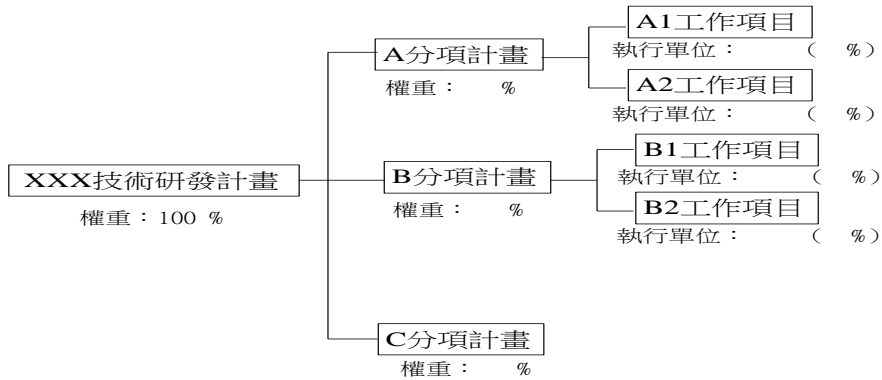 A1工作項目
執行單位：　　（　%）
A分項計畫
權重：　　%
A2工作項目
執行單位：　　（　%）
B1工作項目
執行單位：　　（　%）
XXX技術研發計畫
權重：100 %
B分項計畫
權重：　　%
B2工作項目
執行單位：　　（　%）
C分項計畫
權重：　　%